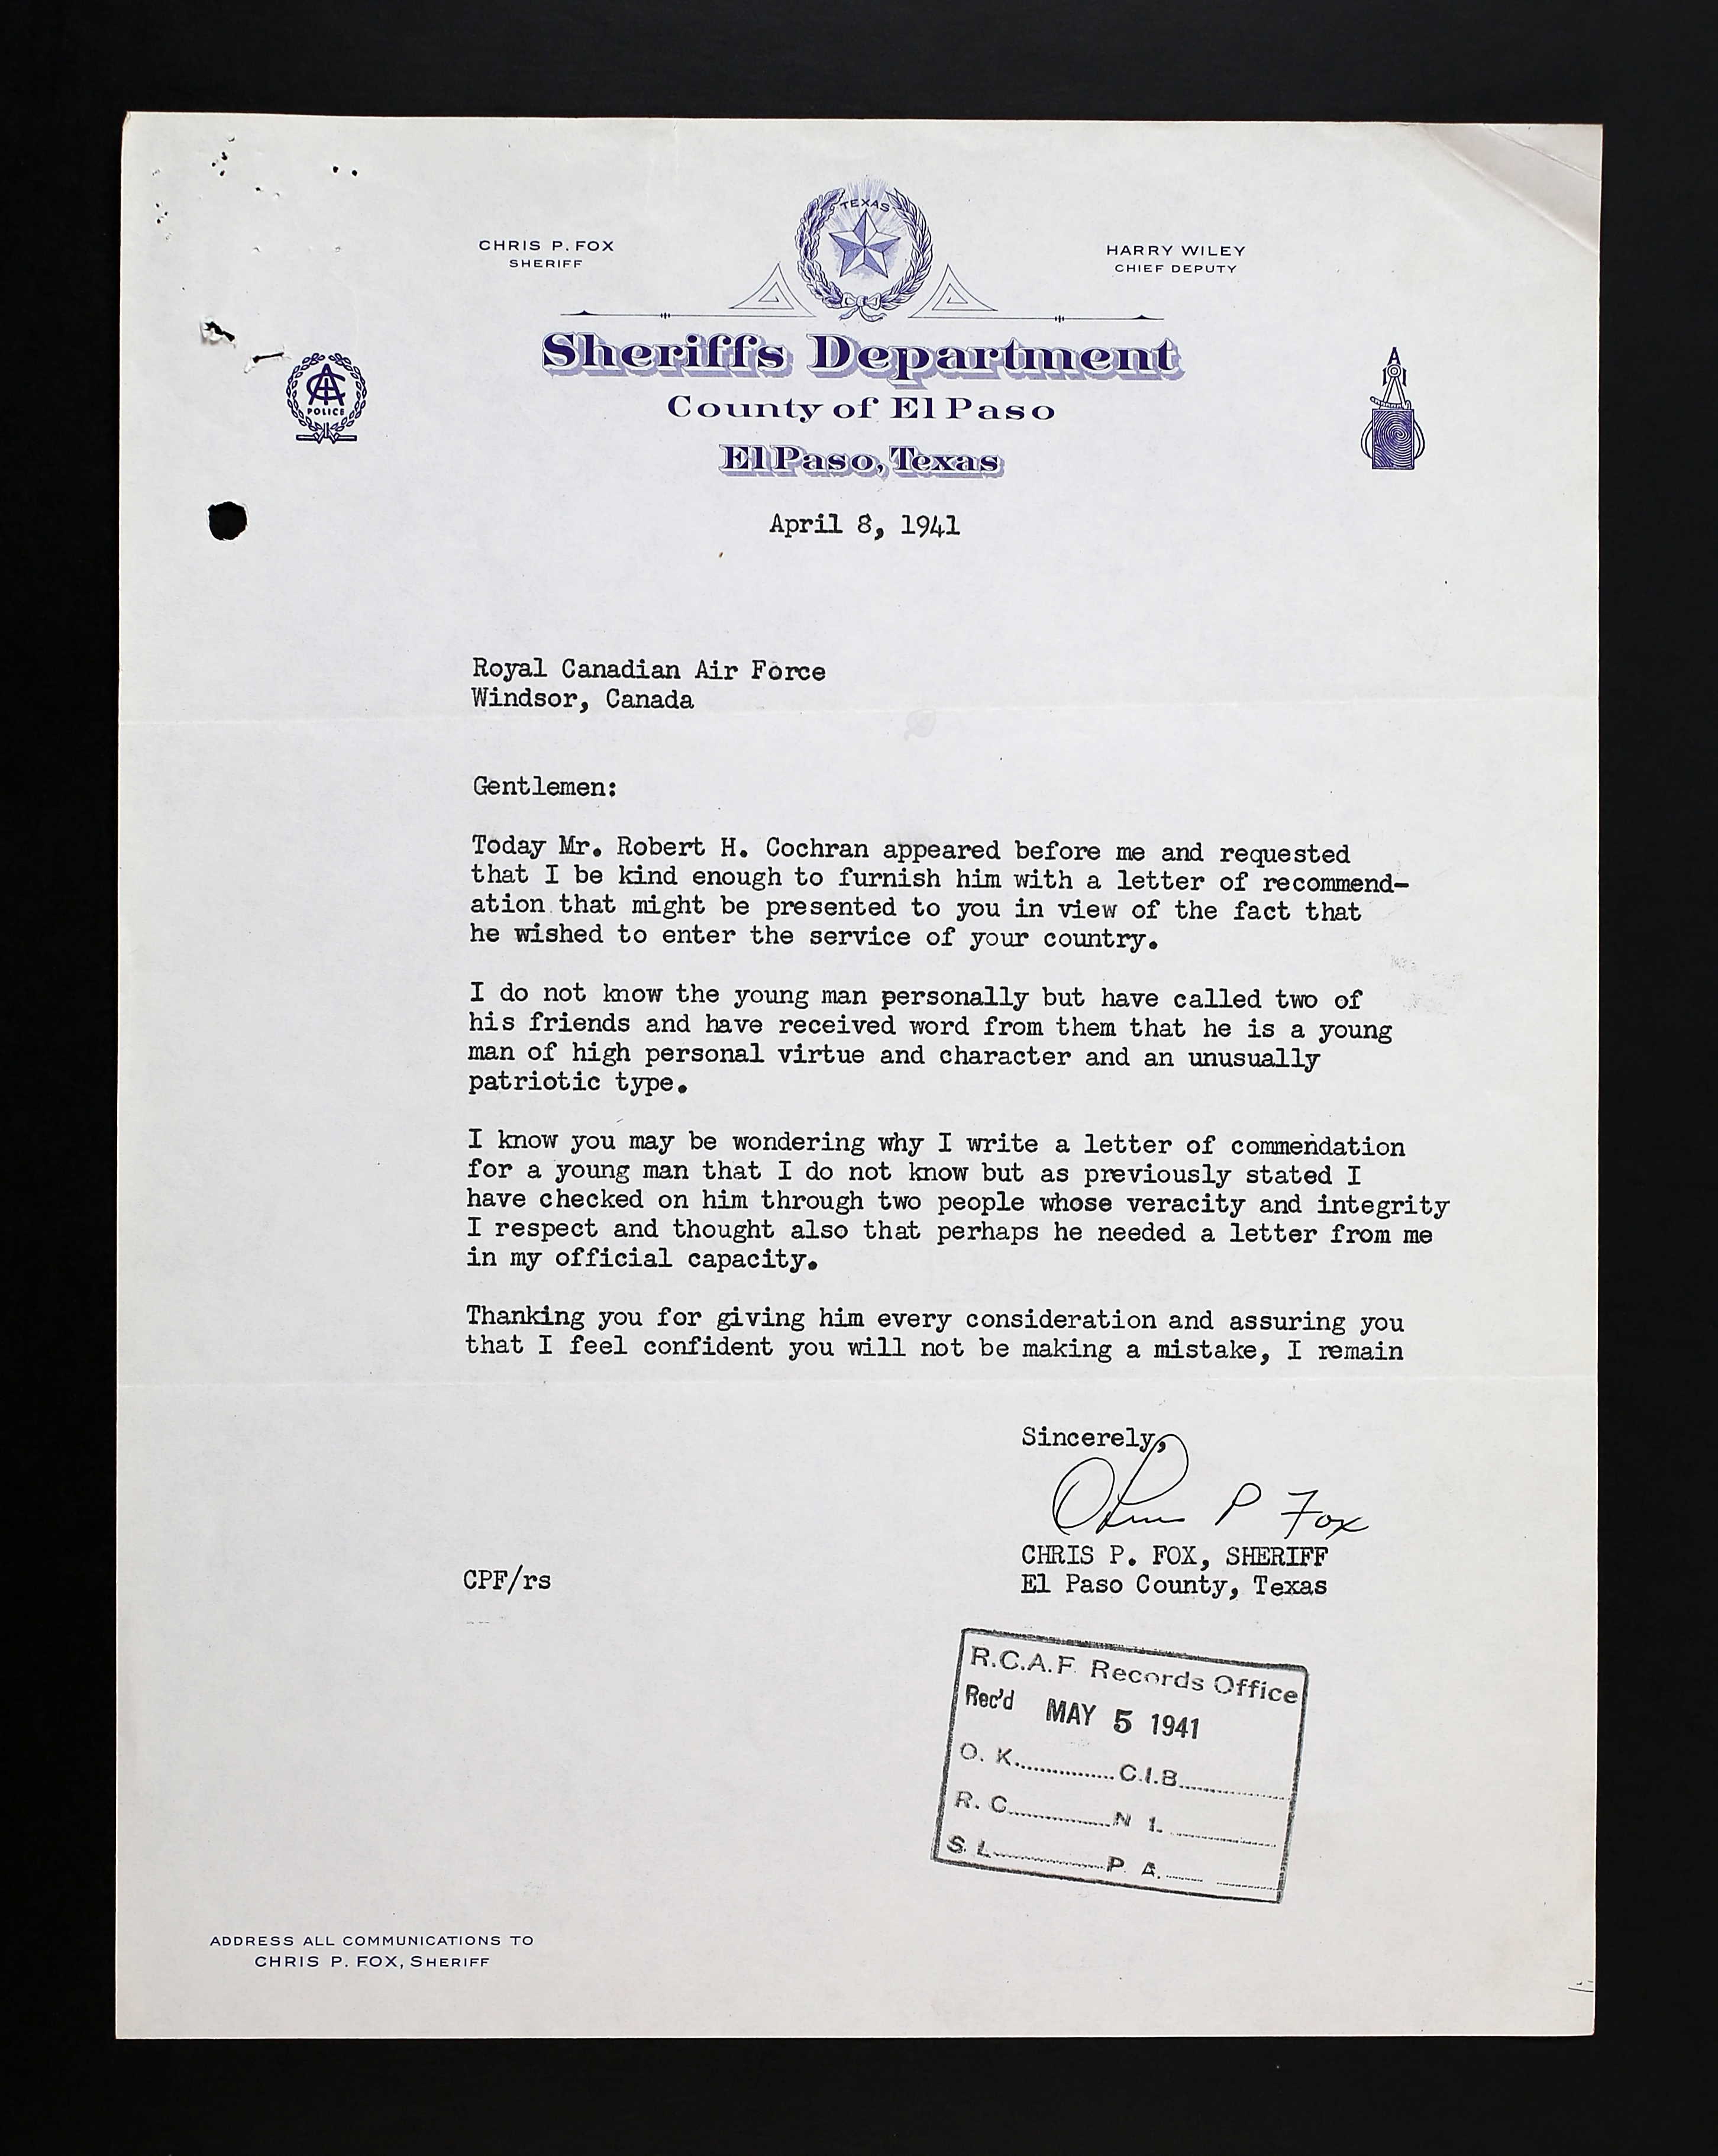 TEXAS
CHRIS P. FOX
SHERIFF
HARRY WILEY
CHIEF DEPUTY
Sheriffs Department
County of El Paso
El Paso, Texas
POLICE
April 8, 1941
Royal Canadian Air Force
Windsor, Canada
Gentlemen:
Today Mr. Robert H. Cochran appeared before me and requested
that I be kind enough to furnish him with a letter of recommend-
ation that might be presented to you in view of the fact that
he wished to enter the service of your country.
I do not know the young man personally but have called two of
his friends and have received word from them that he is a young
man of high personal virtue and character and an unusually
patriotic type.
I know you may be wondering why I write a letter of commendation
for a young man that I do not know but as previously stated I
have checked on him through two people whose veracity and integrity
I respect and thought also that perhaps he needed a letter from me
in my official capacity.
Thanking you for giving him every consideration and assuring you
that I feel confident you will not be making a mistake, I remain
Sincerely,
Chris P Fox
CHRIS P. FOX, SHERIFF
El Paso County, Texas
CPF/rs
R.C.A.F. Records Office
Rec'd MAY 5 1941
O. K...............C.I.B...............
R. C...............N 1. ...............
S. L...............P. A. ...............
ADDRESS ALL COMMUNICATIONS TO
CHRIS P. FOX, SHERIFF